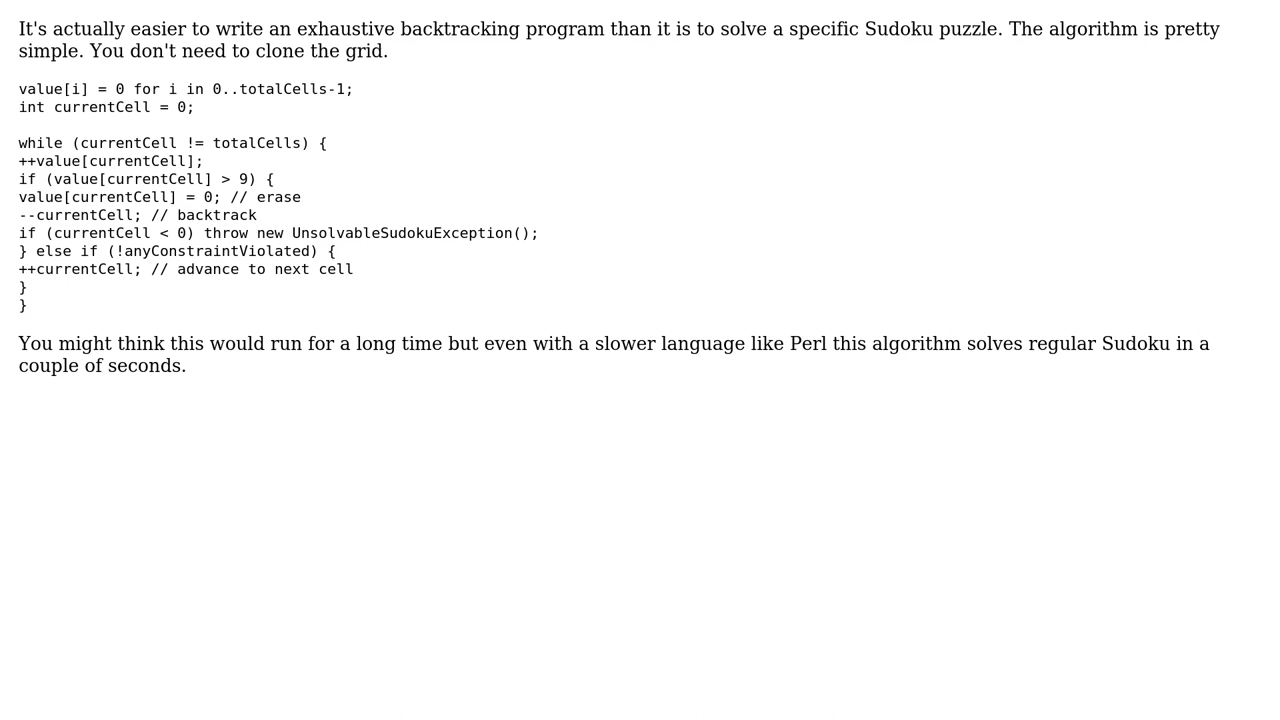 It's actually easier to write an exhaustive backtracking program than it is to solve a specific Sudoku puzzle. The algorithm is pretty
simple. You don't need to clone the grid.
value[i] = 0 for i in 0..totalCells-1;
int currentCell = 0;
while (currentCell != totalCells) {
++value[currentCell];
if (value[currentCell] > 9) {
value[currentCell] = 0; // erase
--currentCell; // backtrack
if (currentCell < 0) throw new UnsolvableSudokuException();
} else if (!anyConstraintViolated) {
++currentCell; // advance to next cell
}
}
You might think this would run for a long time but even with a slower language like Perl this algorithm solves regular Sudoku in a
couple of seconds.